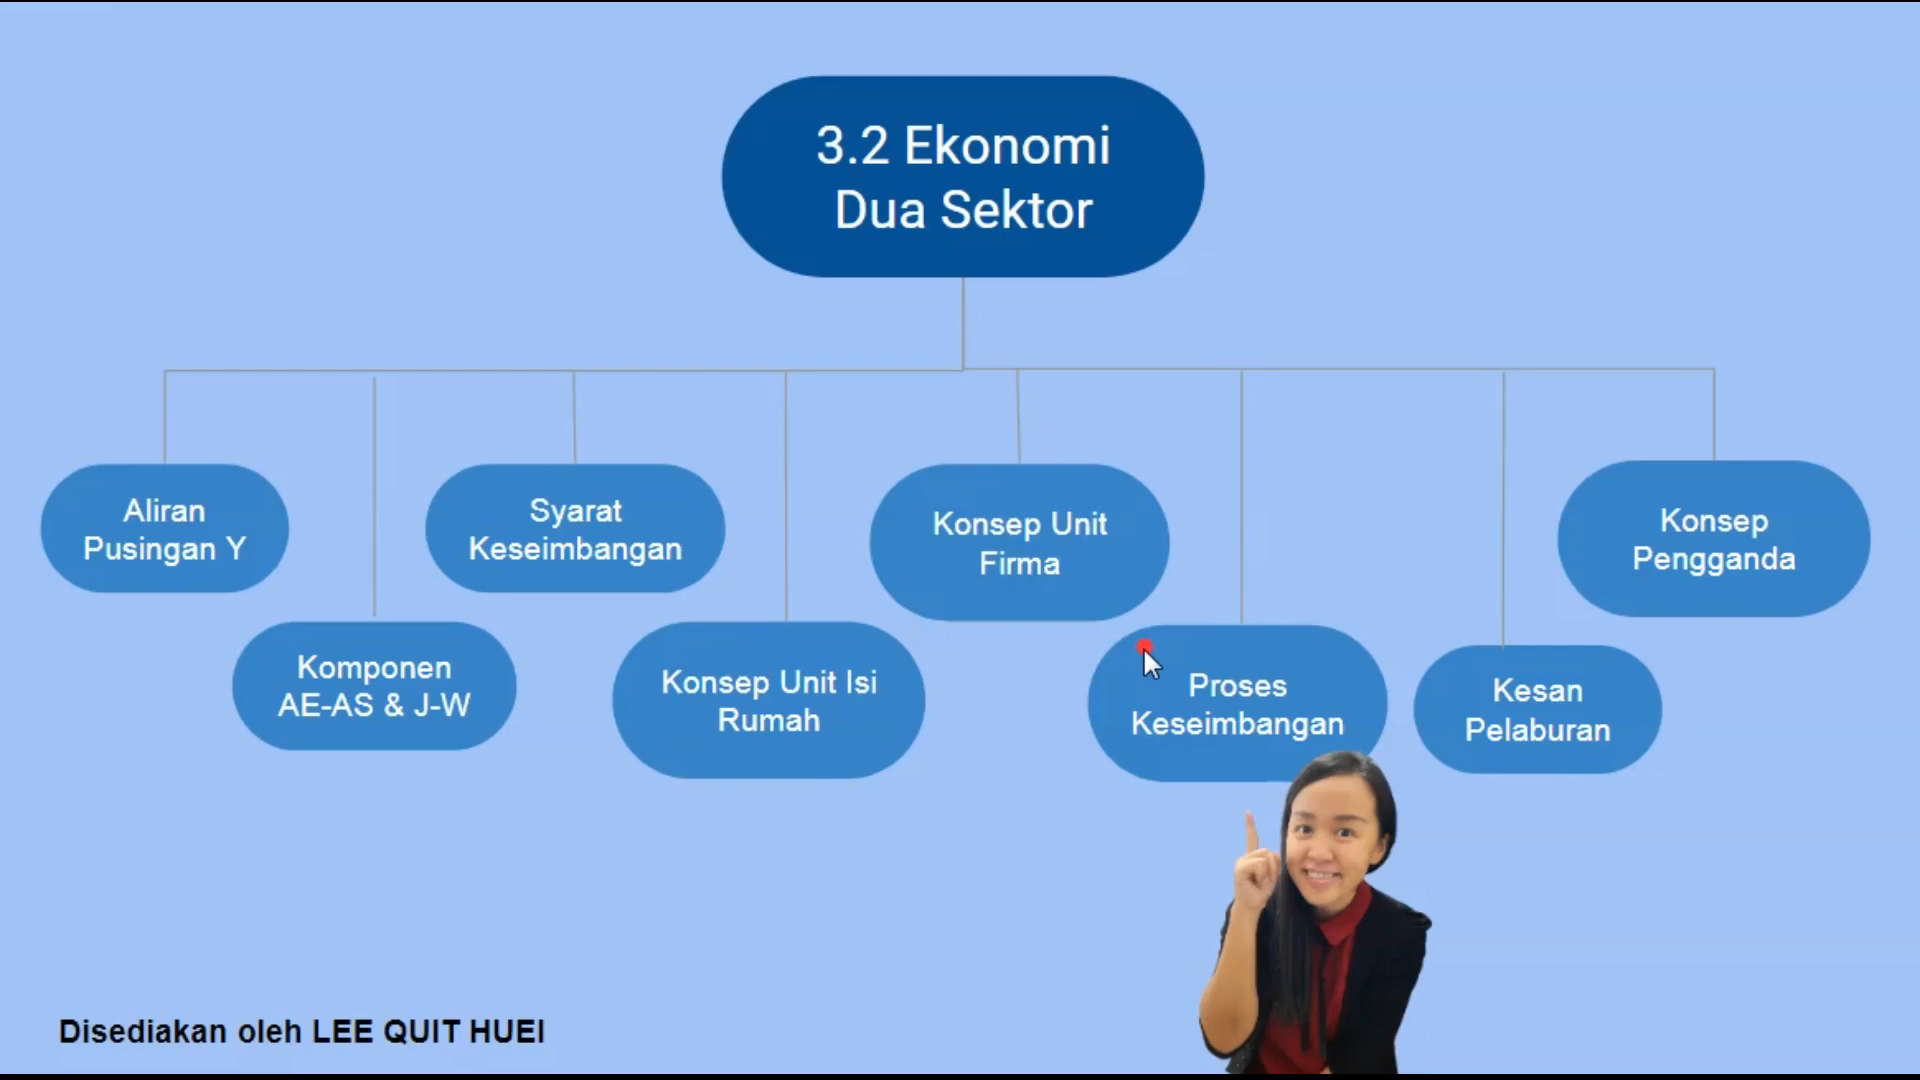 3.2 Ekonomi
Dua Sektor
Aliran
Pusingan Y
Komponen
AE-AS & J-W
Syarat
Keseimbangan
Konsep Unit Isi
Rumah
Konsep Unit
Firma
Proses
Keseimbangan
Kesan
Pelaburan
Konsep
Pengganda
Disediakan oleh LEE QUIT HUEI